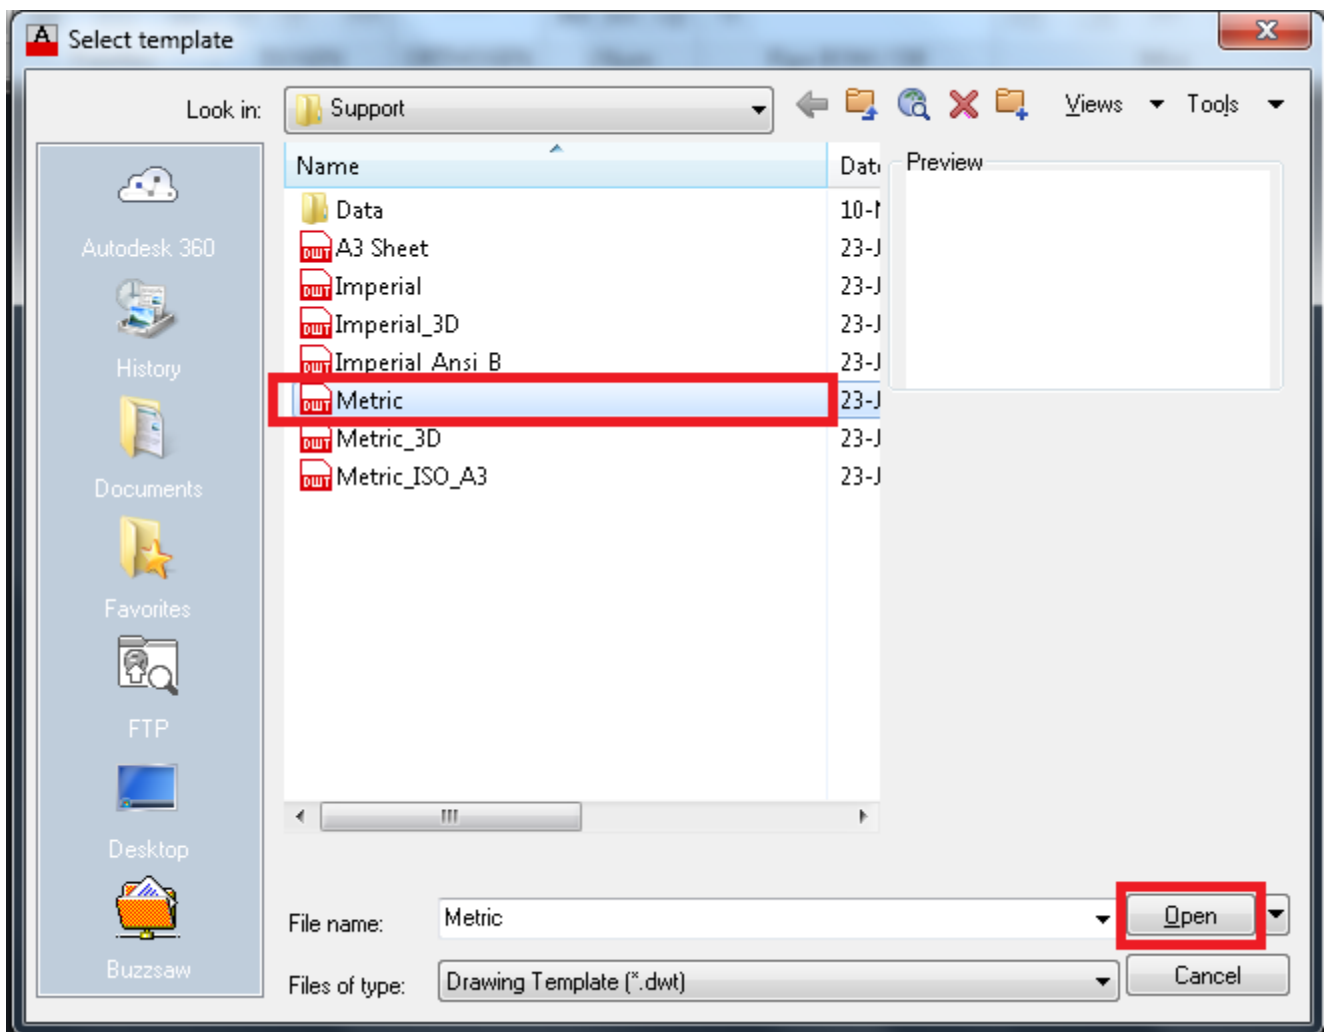 Select template
Look in: Support Views Tools
Name Date Preview
Data 10-N
A3 Sheet 23-J
Imperial 23-J
Imperial_3D 23-J
Imperial_Ansi_B 23-J
Metric 23-J
Metric_3D 23-J
Metric_ISO_A3 23-J
Autodesk 360
History
Documents
Favorites
FTP
Desktop
Buzzsaw
File name: Metric Open
Files of type: Drawing Template (*.dwt) Cancel